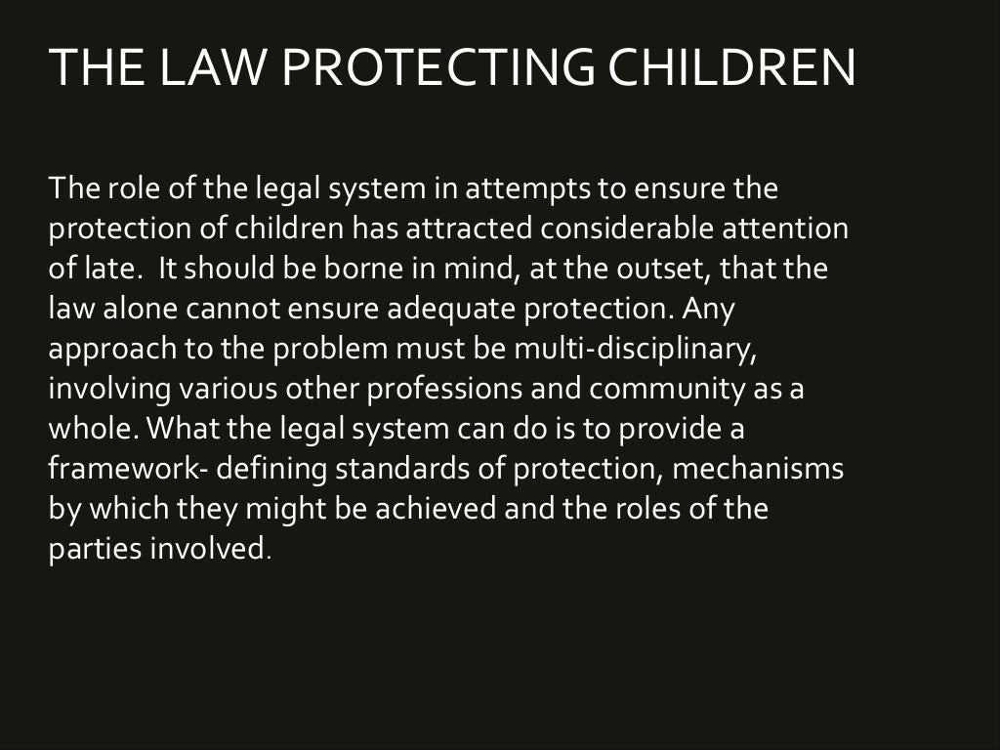 THE LAW PROTECTING CHILDREN
The role of the legal system in attempts to ensure the
protection of children has attracted considerable attention
of late.  It should be borne in mind, at the outset, that the
law alone cannot ensure adequate protection. Any
approach to the problem must be multi-disciplinary,
involving various other professions and community as a
whole. What the legal system can do is to provide a
framework- defining standards of protection, mechanisms
by which they might be achieved and the roles of the
parties involved.